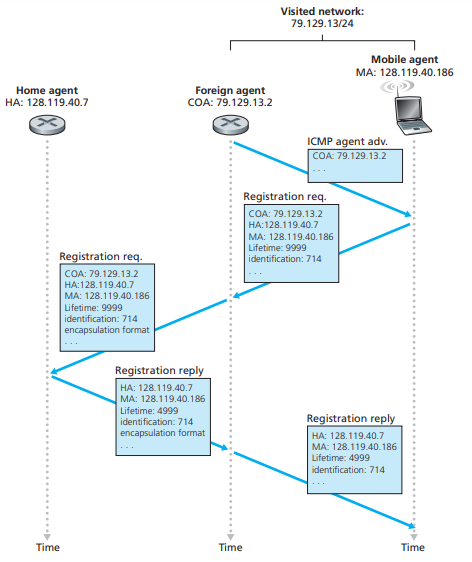 Visited network:
79.129.13/24
Mobile agent
MA: 128.119.40.186
Home agent
HA: 128.119.40.7
Foreign agent
COA: 79.129.13.2
ICMP agent adv.
COA: 79.129.13.2
. . .
Registration req.
COA: 79.129.13.2
HA:128.119.40.7
MA: 128.119.40.186
Lifetime: 9999
identification: 714
. . .
Registration req.
COA: 79.129.13.2
HA:128.119.40.7
MA: 128.119.40.186
Lifetime: 9999
identification: 714
encapsulation format
. . .
Registration reply
HA: 128.119.40.7
MA: 128.119.40.186
Lifetime: 4999
identification: 714
encapsulation format
. . .
Registration reply
HA: 128.119.40.7
MA: 128.119.40.186
Lifetime: 4999
identification: 714
. . .
Time
Time
Time